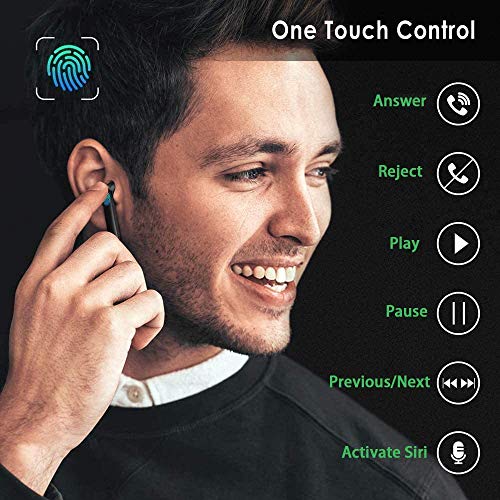 One Touch Control
Answer
Reject
Play
Pause
Previous/Next
Activate Siri